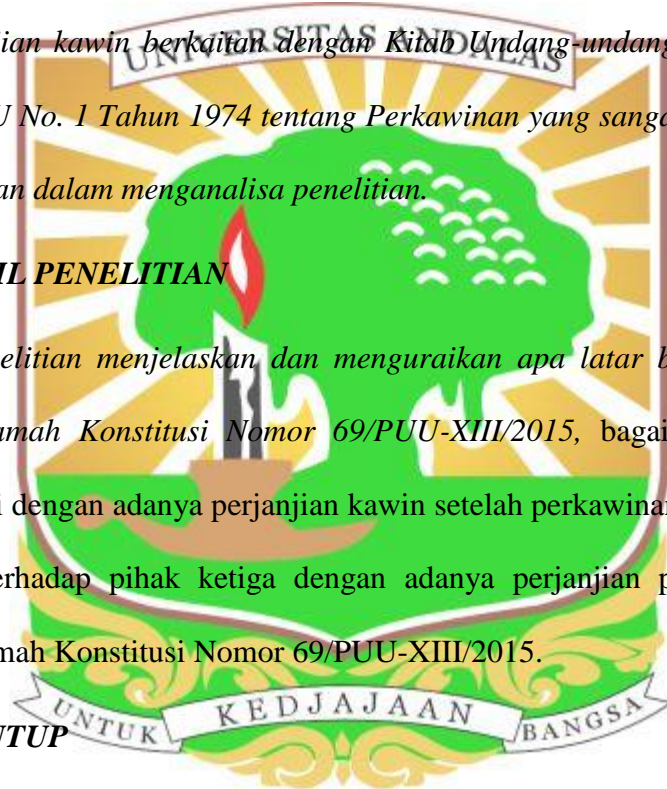 UNIVERSITAS ANDALAS
ian kawin berkaitan dengan Kitab Undang-undang
U No. 1 Tahun 1974 tentang Perkawinan yang sanga
an dalam menganalisa penelitian.
IL PENELITIAN
elitian menjelaskan dan menguraikan apa latar b
amah Konstitusi Nomor 69/PUU-XIII/2015, bagai
i dengan adanya perjanjian kawin setelah perkawinan
erhadap pihak ketiga dengan adanya perjanjian p
mah Konstitusi Nomor 69/PUU-XIII/2015.
UNTUK KEDJAJAAN BANGSA
UTUP